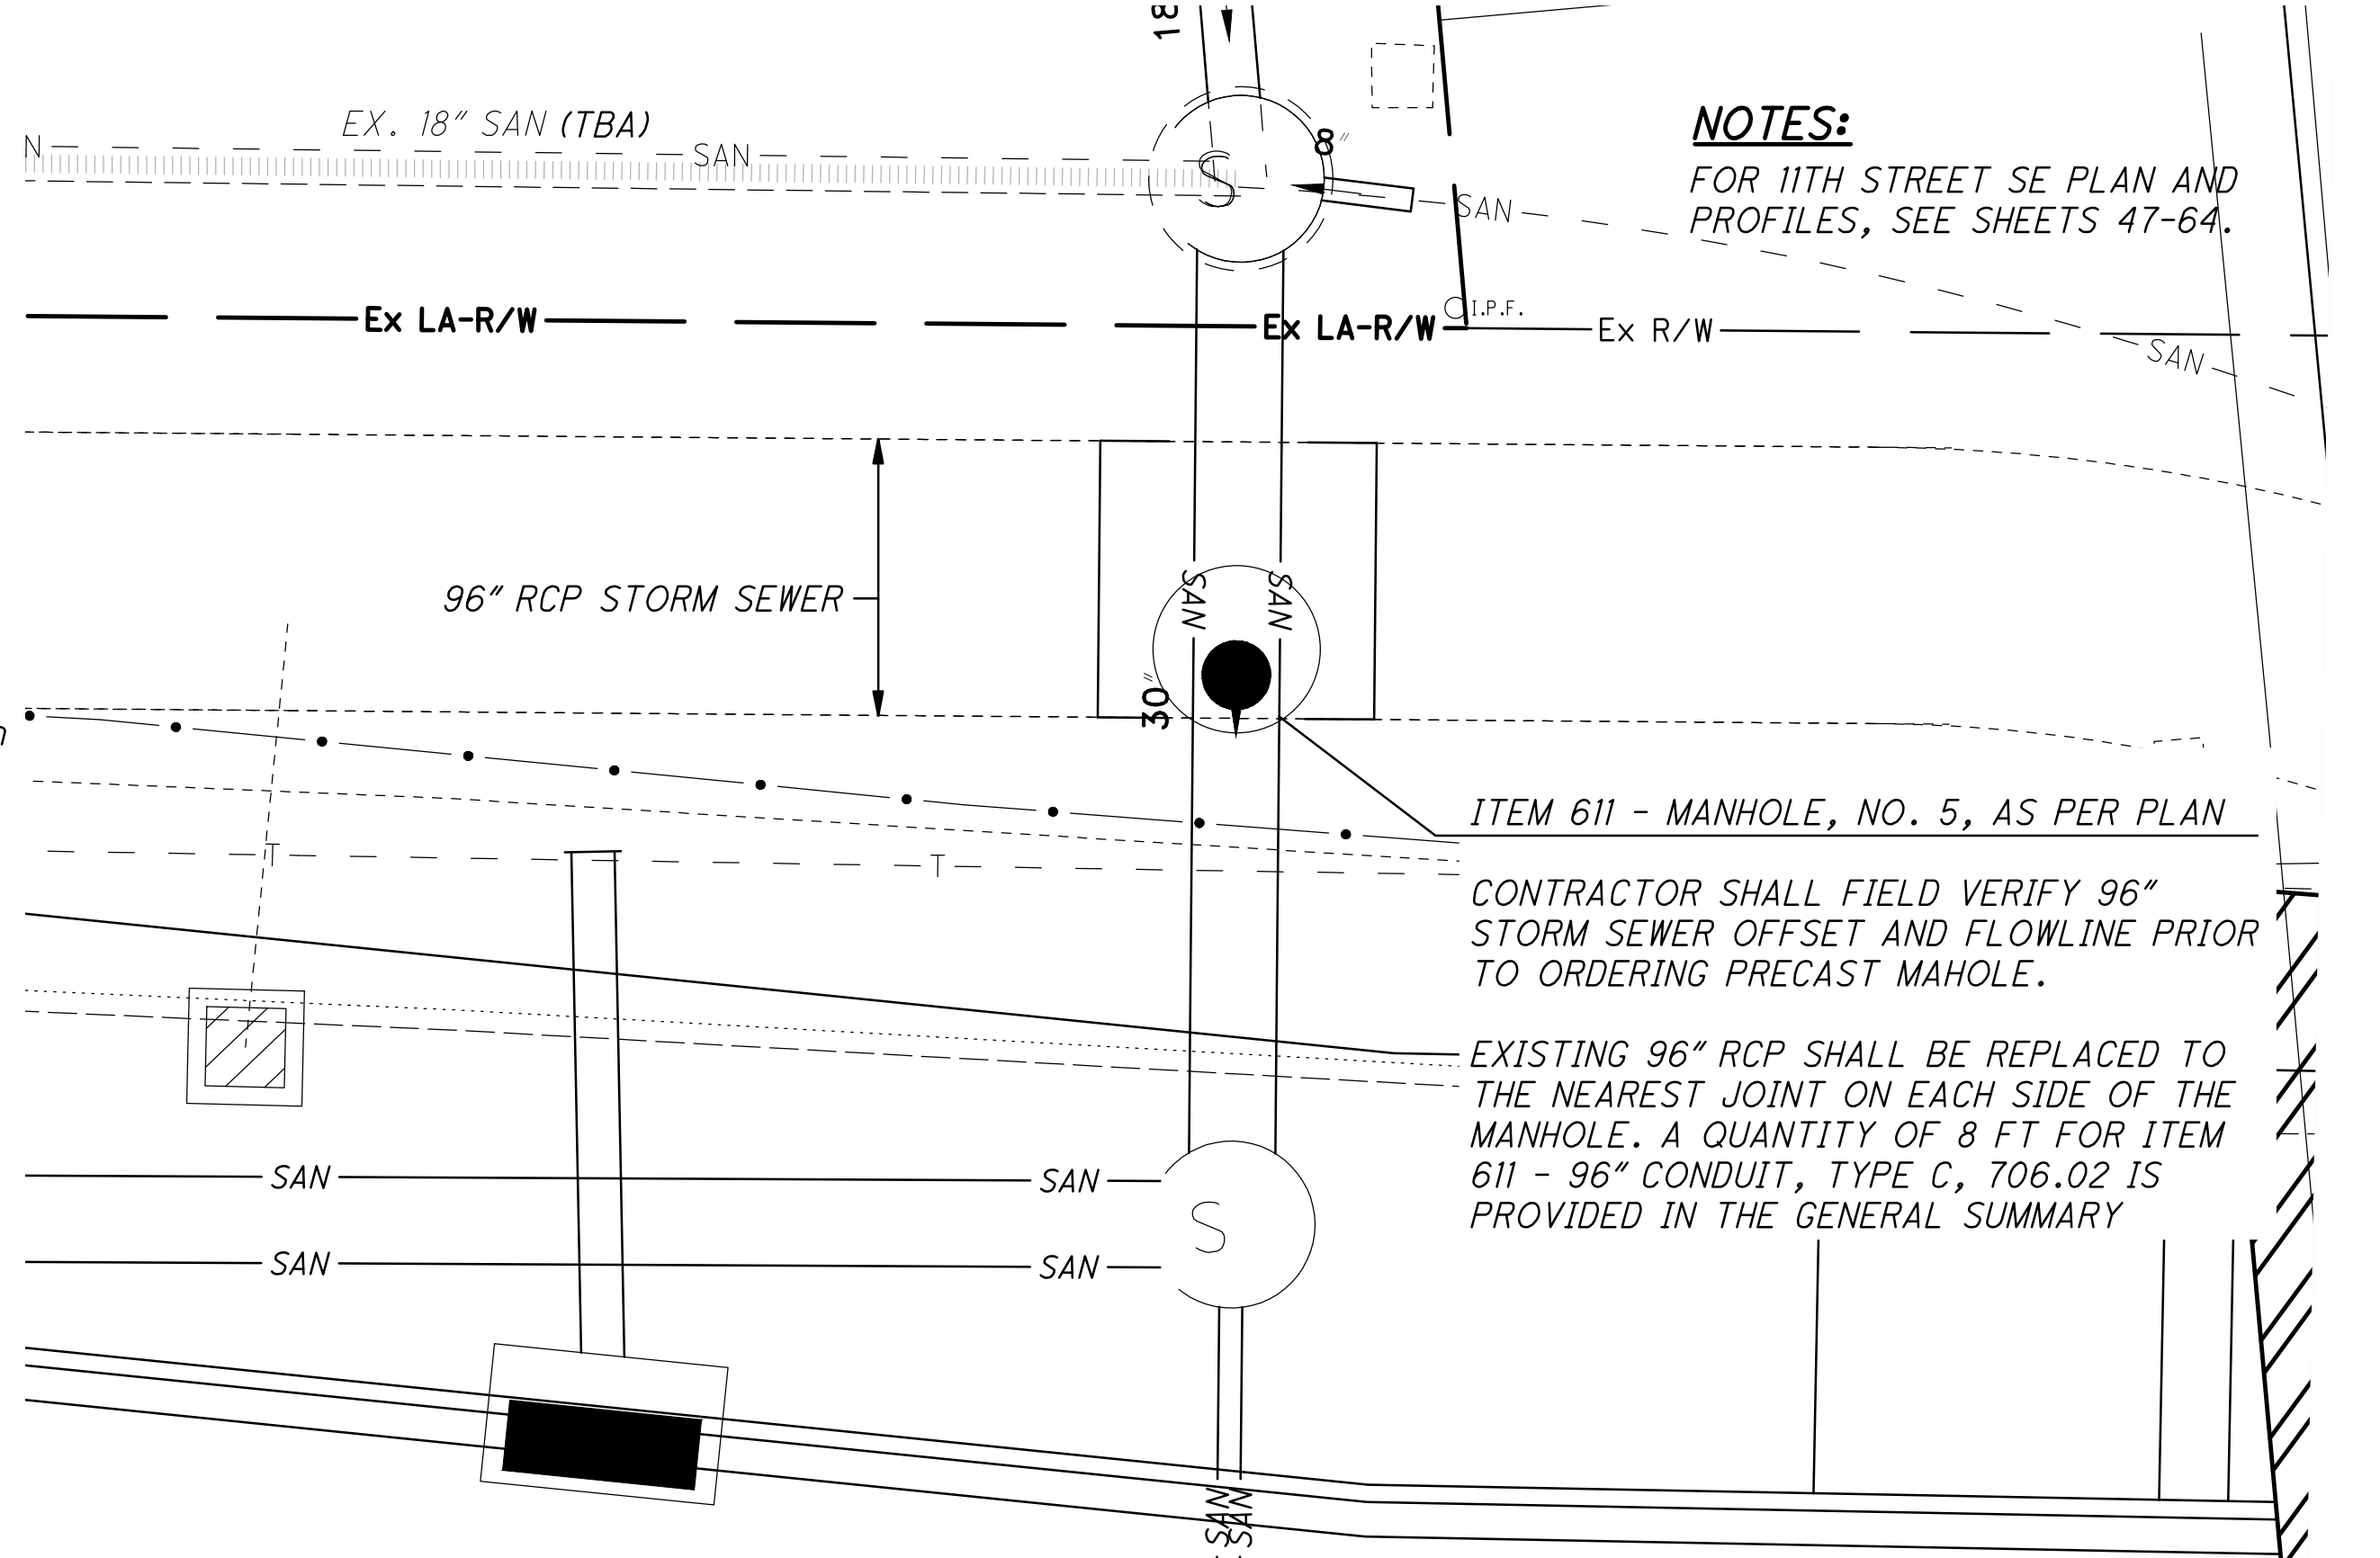 18
EX. 18" SAN (TBA)
N
SAN
S
8"
SAN
NOTES:
FOR 11TH STREET SE PLAN AND
PROFILES, SEE SHEETS 47-64.
I.P.F.
Ex LA-R/W
Ex LA-R/W
Ex R/W
SAN
96" RCP STORM SEWER
SAN
SAN
30"
ITEM 611 - MANHOLE, NO. 5, AS PER PLAN
T
T
CONTRACTOR SHALL FIELD VERIFY 96"
STORM SEWER OFFSET AND FLOWLINE PRIOR
TO ORDERING PRECAST MAHOLE.
EXISTING 96" RCP SHALL BE REPLACED TO
THE NEAREST JOINT ON EACH SIDE OF THE
MANHOLE. A QUANTITY OF 8 FT FOR ITEM
611 - 96" CONDUIT, TYPE C, 706.02 IS
PROVIDED IN THE GENERAL SUMMARY
SAN
SAN
S
SAN
SAN
SAN
SAN